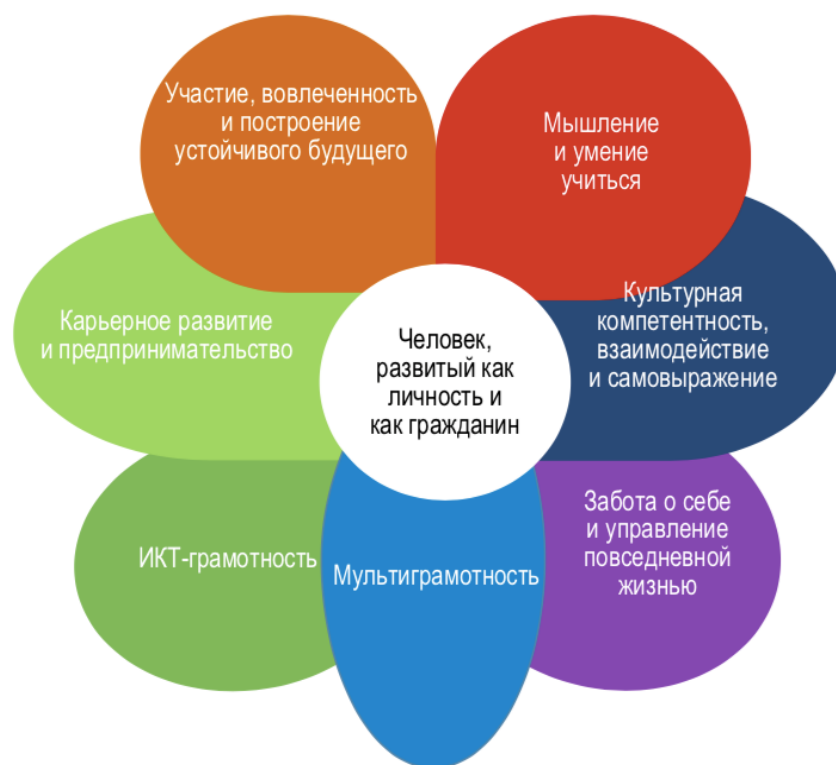 Участие, вовлеченность
и построение
устойчивого будущего
Мышление
и умение
учиться
Культурная
компетентность,
взаимодействие
и самовыражение
Карьерное развитие
и предпринимательство
Человек,
развитый как
личность и
как гражданин
Забота о себе
и управление
повседневной
жизнью
ИКТ-грамотность
Мультиграмотность